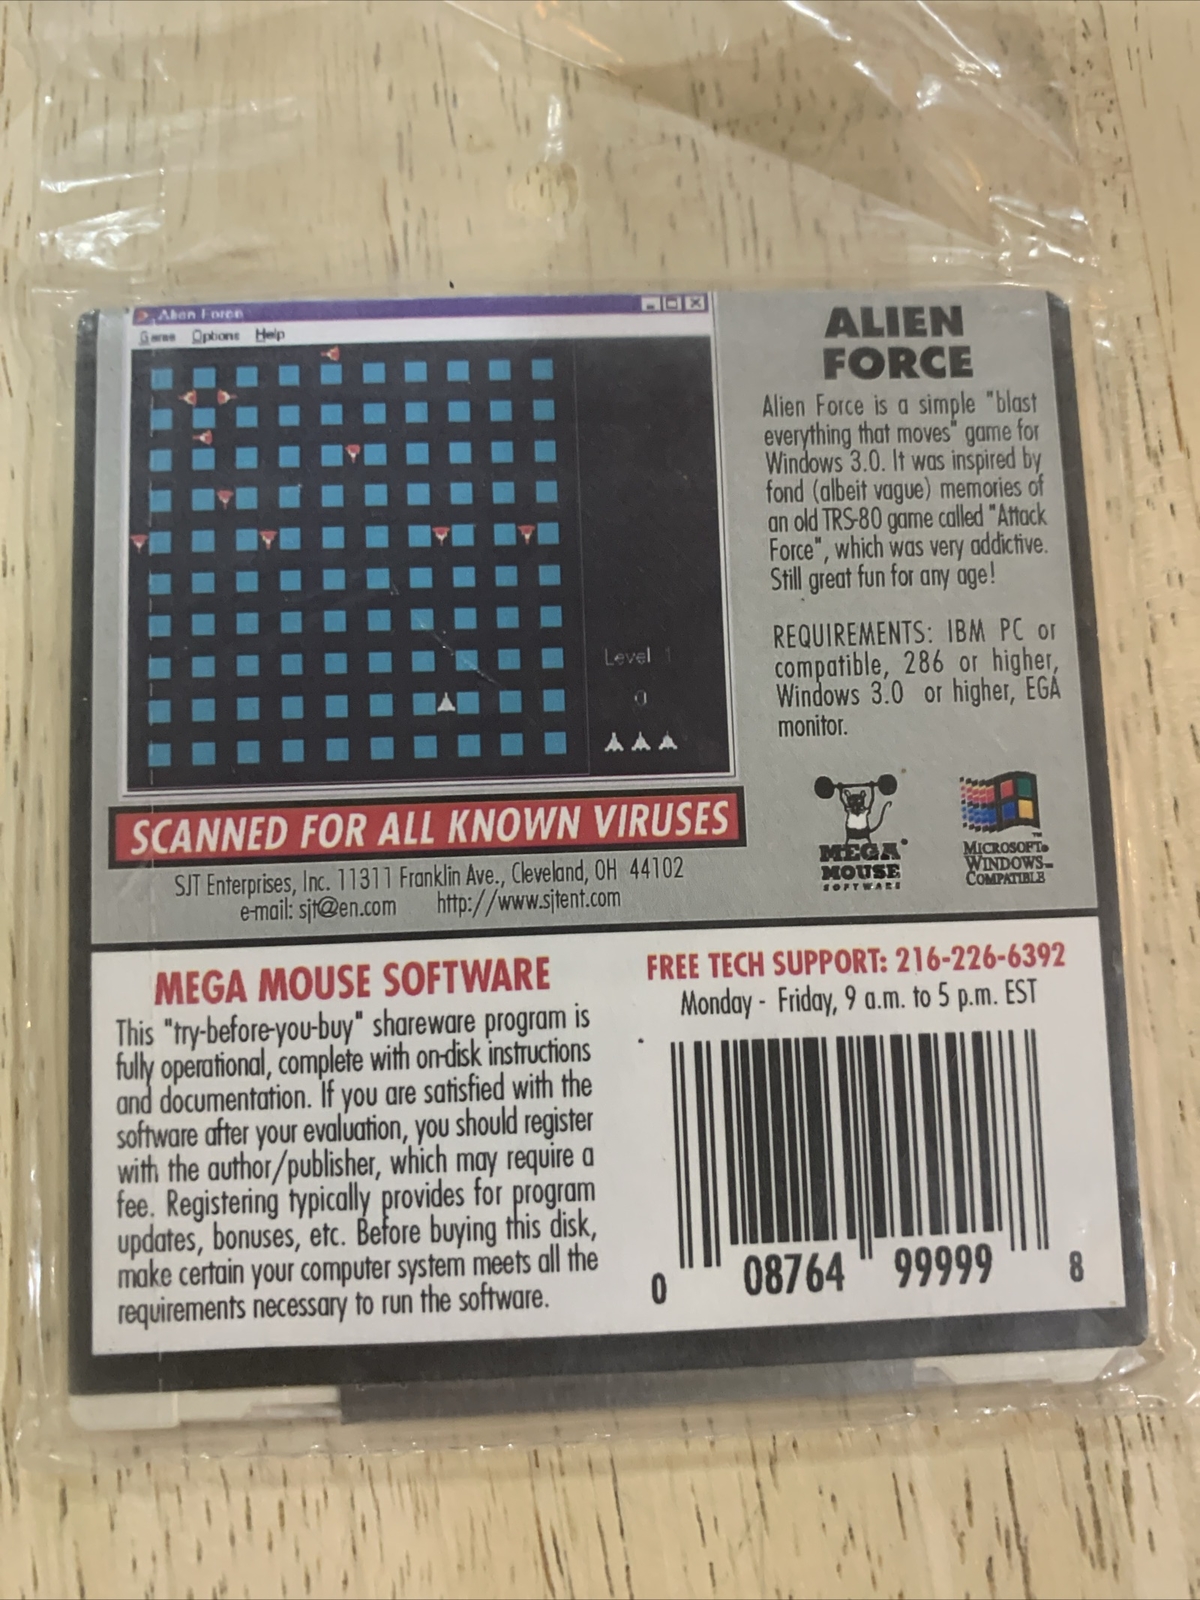 Alien Force
Game Options Help
Level 1
0
ALIEN
FORCE
Alien Force is a simple "blast
everything that moves" game for
Windows 3.0. It was inspired by
fond (albeit vague) memories of
an old TRS-80 game called "Attack
Force", which was very addictive.
Still great fun for any age!
REQUIREMENTS: IBM PC or
compatible, 286 or higher,
Windows 3.0 or higher, EGA
monitor.
SCANNED FOR ALL KNOWN VIRUSES
SJT Enterprises, Inc. 11311 Franklin Ave., Cleveland, OH 44102
e-mail: sjt@en.com http://www.sjtent.com
MEGA
MOUSE
SOFTWARE
MICROSOFT®
WINDOWS™
COMPATIBLE
MEGA MOUSE SOFTWARE
This "try-before-you-buy" shareware program is
fully operational, complete with on-disk instructions
and documentation. If you are satisfied with the
software after your evaluation, you should register
with the author/publisher, which may require a
fee. Registering typically provides for program
updates, bonuses, etc. Before buying this disk,
make certain your computer system meets all the
requirements necessary to run the software.
FREE TECH SUPPORT: 216-226-6392
Monday - Friday, 9 a.m. to 5 p.m. EST
0 08764 99999 8